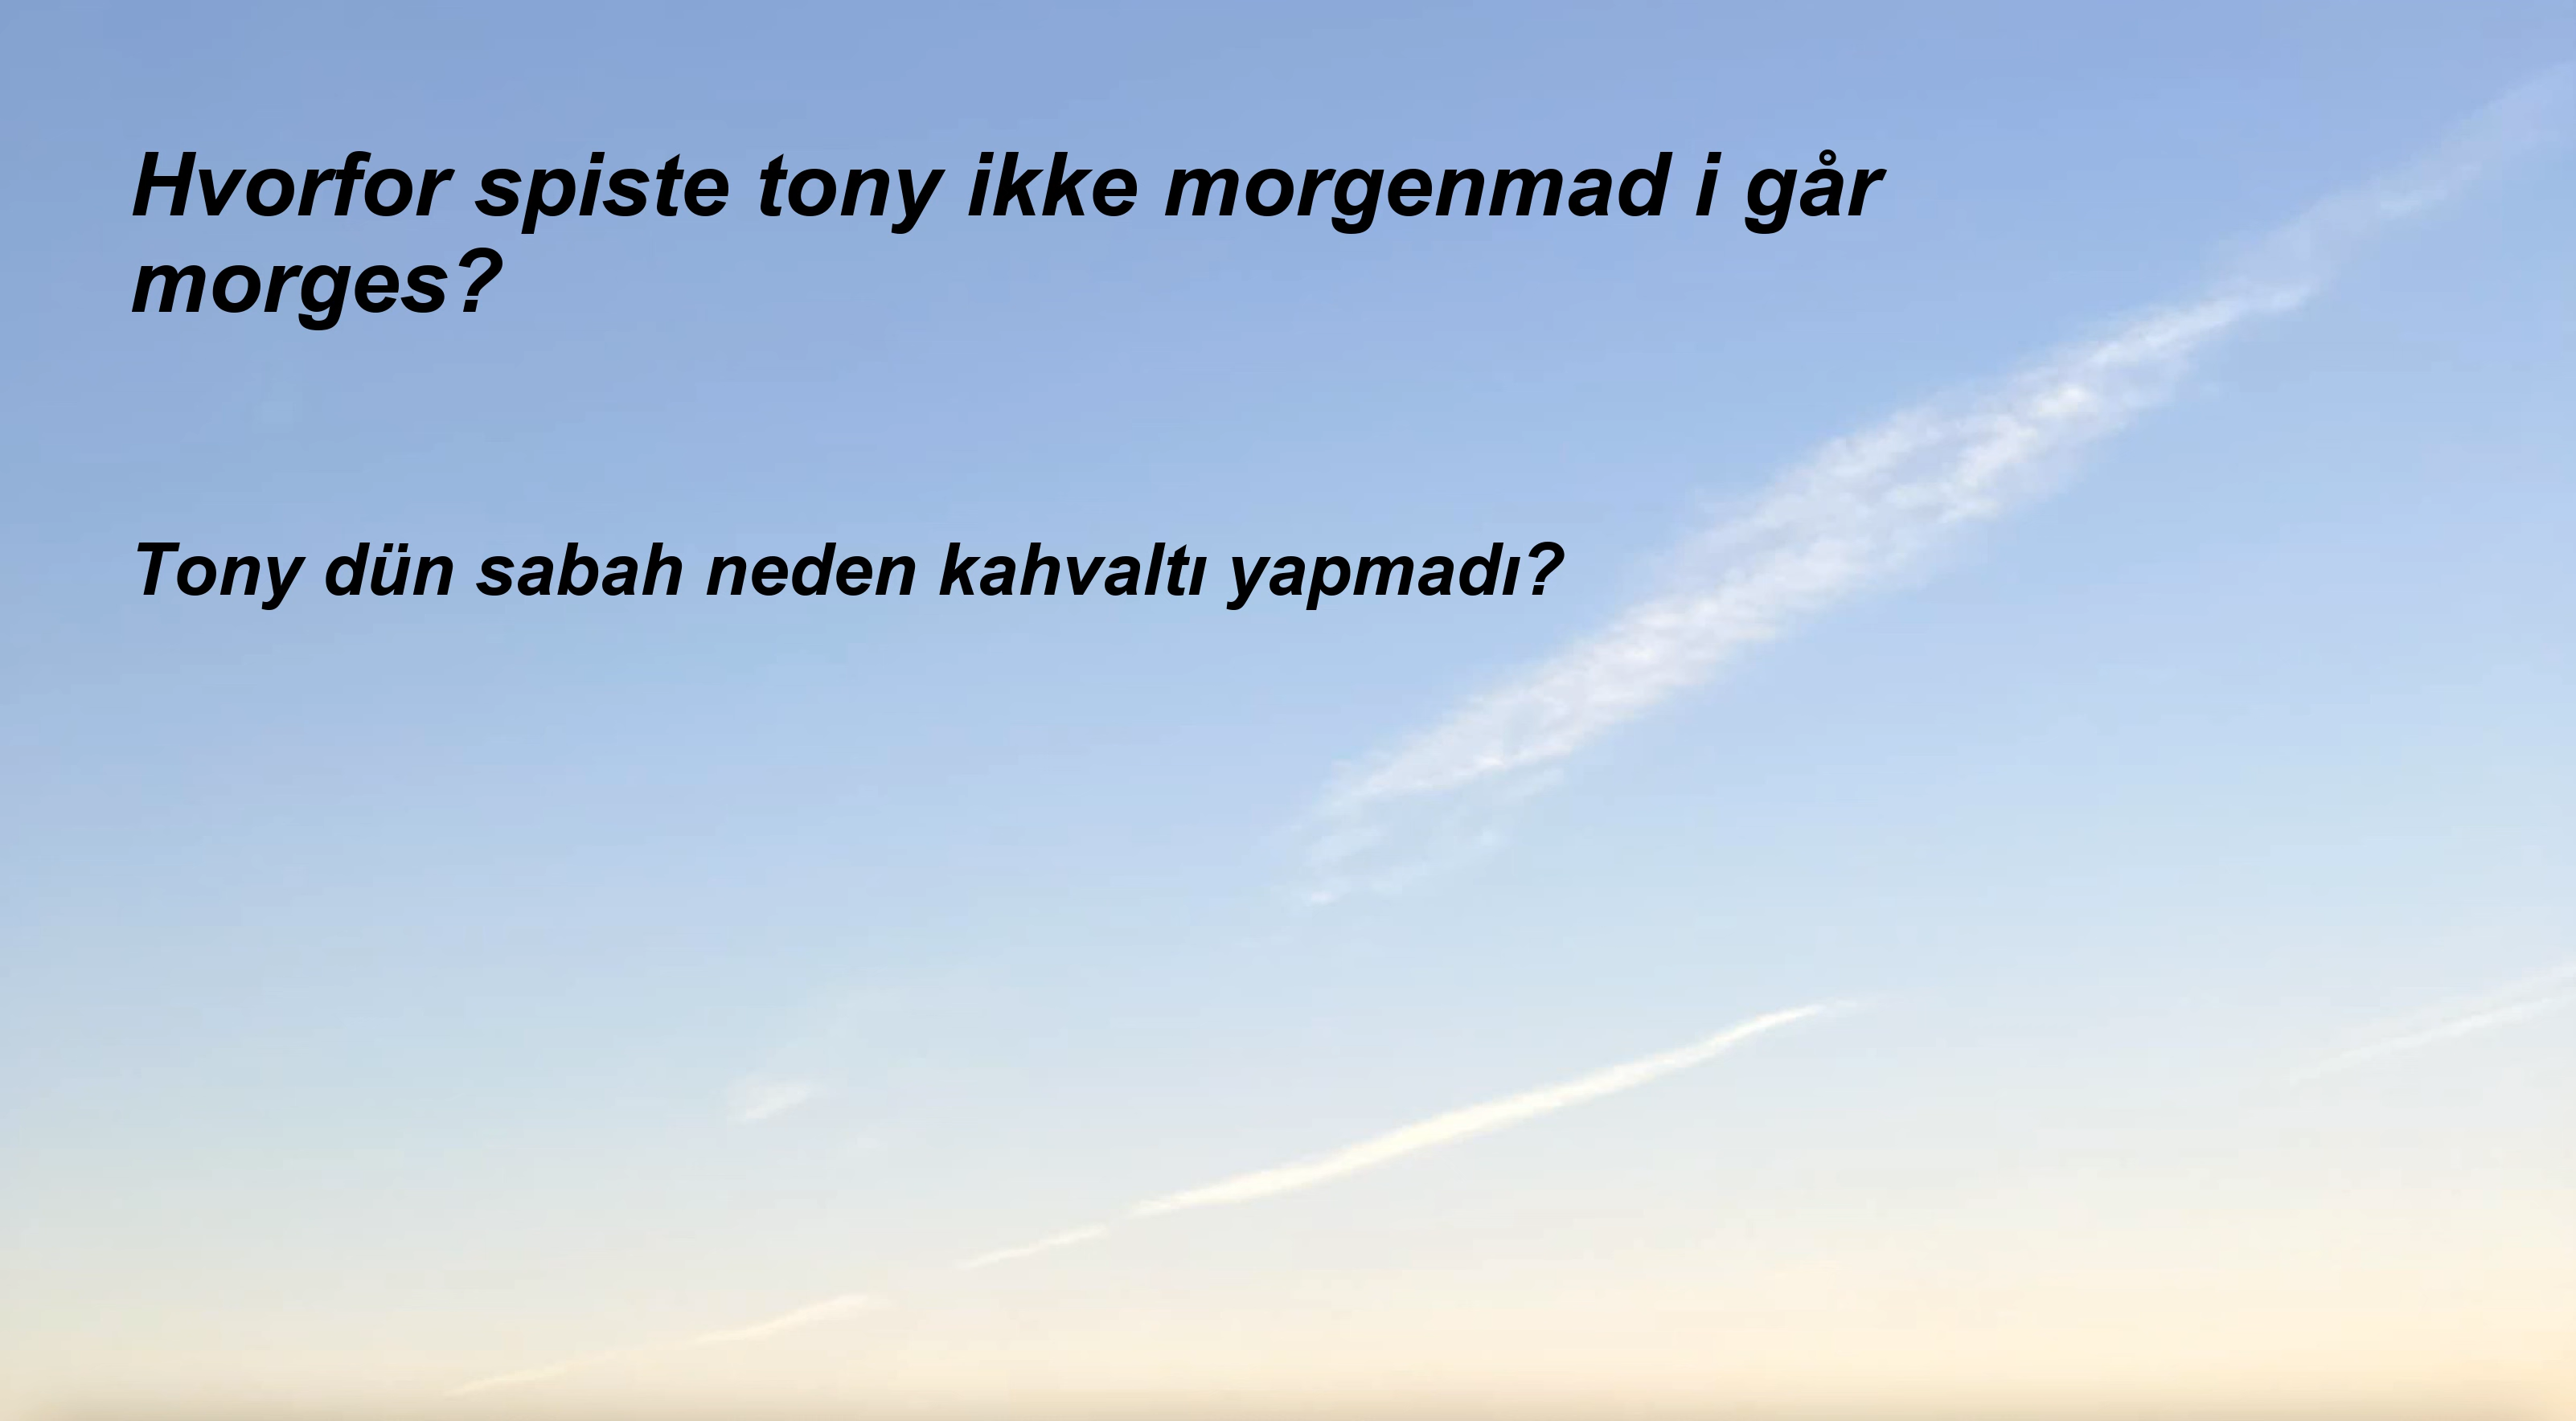 Hvorfor spiste tony ikke morgenmad i går
morges?
Tony dün sabah neden kahvaltı yapmadı?